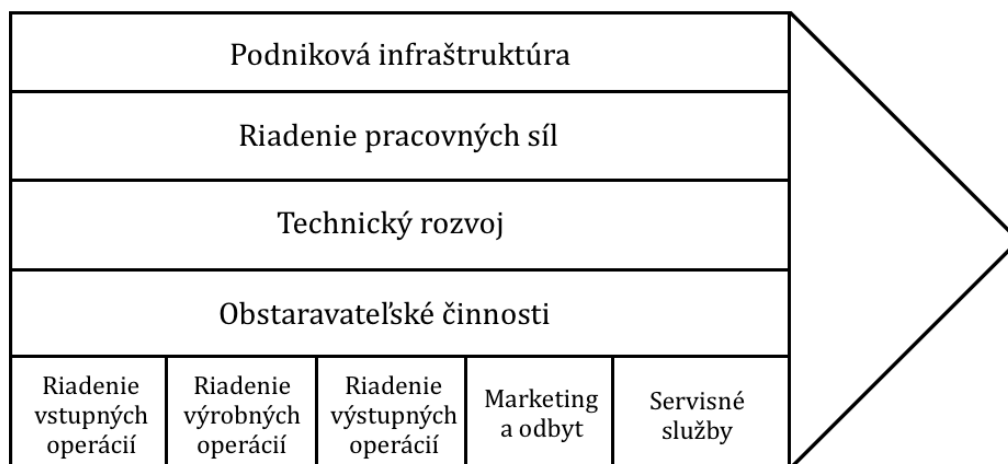 Podniková infraštruktúra
Riadenie pracovných síl
Technický rozvoj
Obstaravateľské činnosti
Riadenie
vstupných
operácií
Riadenie
výrobných
operácií
Riadenie
výstupných
operácií
Marketing
a odbyt
Servisné
služby